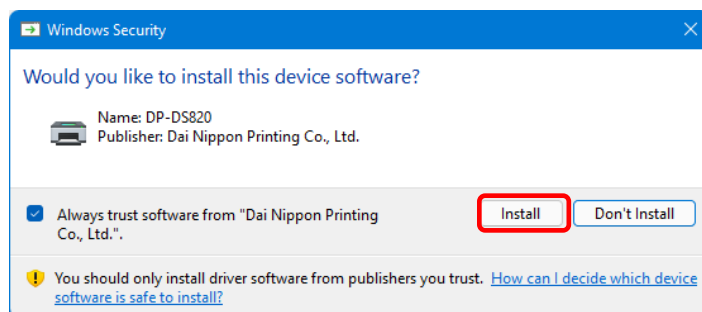 Windows Security
Would you like to install this device software?
Name: DP-DS820
Publisher: Dai Nippon Printing Co., Ltd.
Always trust software from "Dai Nippon Printing
Co., Ltd.".
Install
Don't Install
You should only install driver software from publishers you trust. How can I decide which device
software is safe to install?